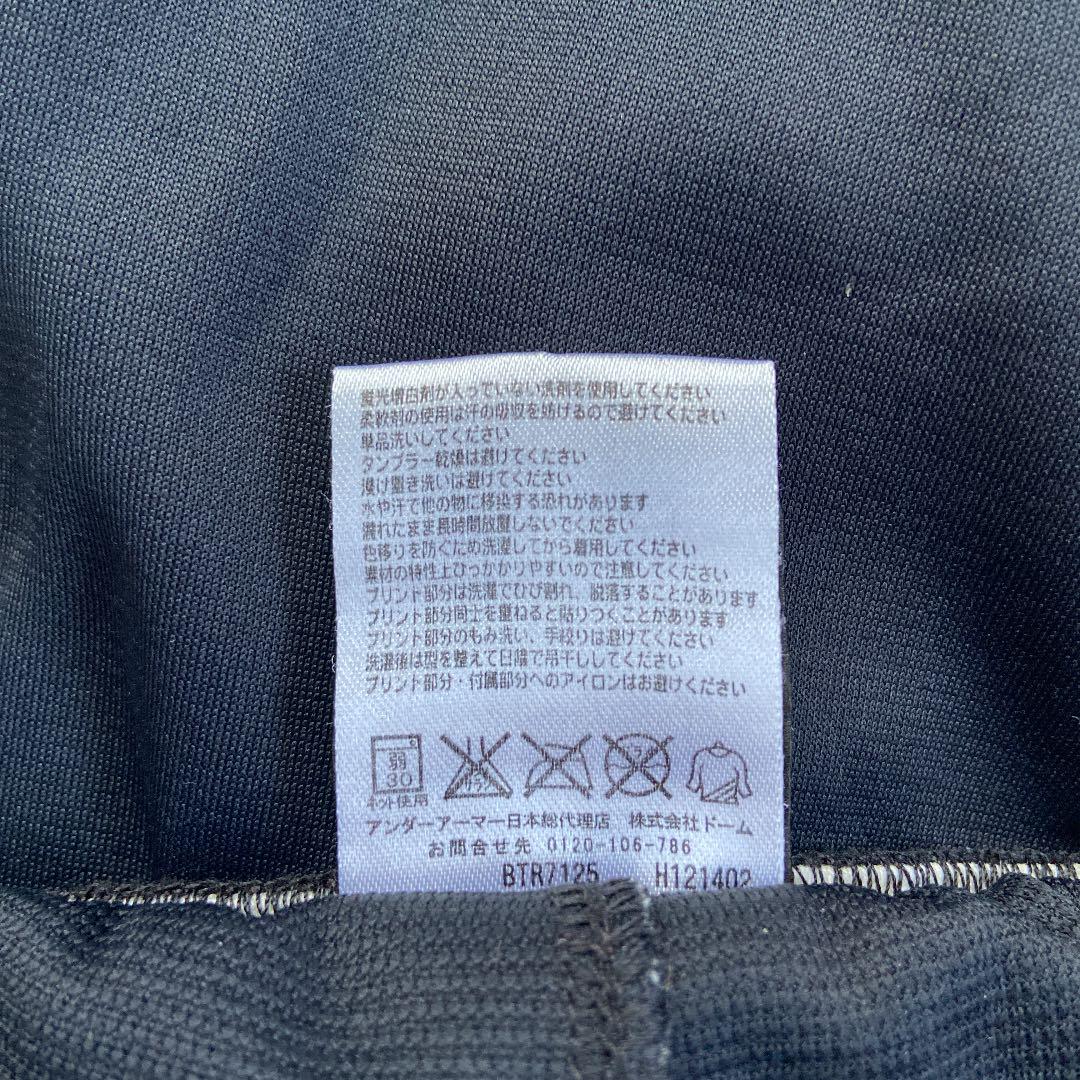 蛍光増白剤が入っていない洗剤を使用してください
柔軟剤の使用は汗の吸収を妨げるので避けてください
単品洗いしてください
タンブラー乾燥は避けてください
浸け置き洗いは避けてください
水や汗で他の物に移染する恐れがあります
濡れたまま長時間放置しないでください
色移りを防ぐため洗濯してから着用してください
素材の特性上ひっかかりやすいので注意してください
プリント部分は洗濯でひび割れ、脱落することがあります
プリント部分同士を重ねると貼りつくことがあります
プリント部分のもみ洗い、手絞りは避けてください
洗濯後は型を整えて日陰で吊干ししてください
プリント部分・付属部分へのアイロンはお避けください
弱
30
エンソ
サラシ
ドライ
ネット使用
アンダーアーマー日本総代理店 株式会社ドーム
お問合せ先 0120-106-786
BTR7125 H121402